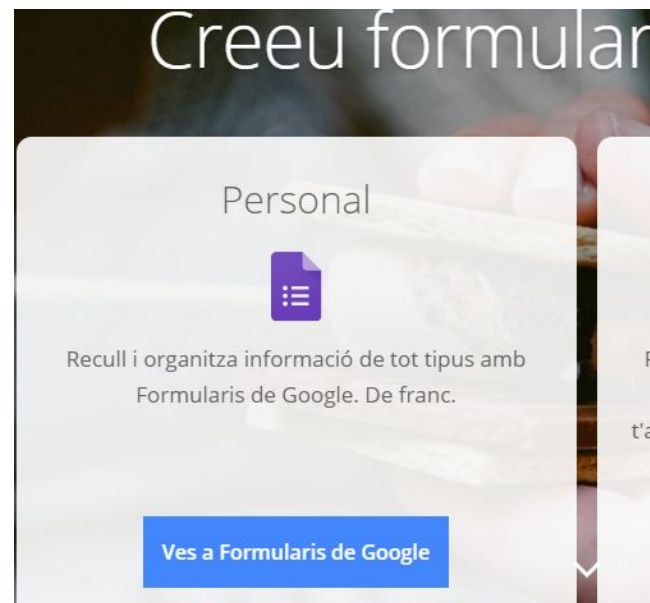 Creeu formular
Personal
Recull i organitza informació de tot tipus amb
Formularis de Google. De franc.
t'a
Ves a Formularis de Google